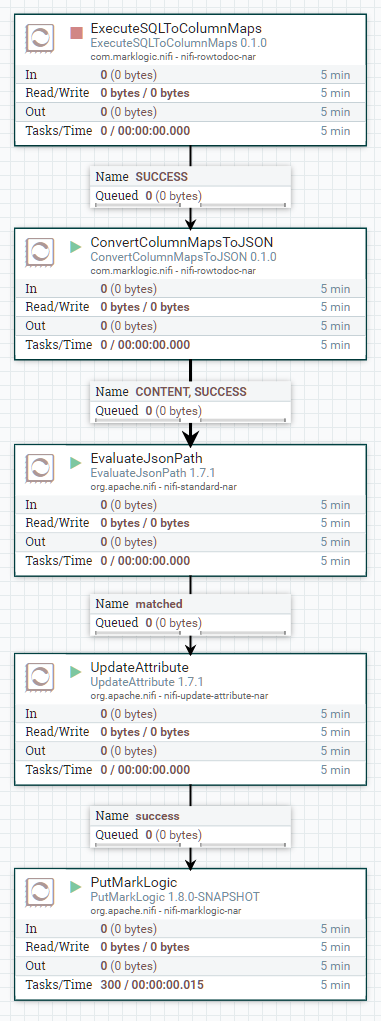 ExecuteSQLToColumnMaps
ExecuteSQLToColumnMaps 0.1.0
com.marklogic.nifi - nifi-rowtodoc-nar
In 0 (0 bytes) 5 min
Read/Write 0 bytes / 0 bytes 5 min
Out 0 (0 bytes) 5 min
Tasks/Time 0 / 00:00:00.000 5 min
Name SUCCESS
Queued 0 (0 bytes)
ConvertColumnMapsToJSON
ConvertColumnMapsToJSON 0.1.0
com.marklogic.nifi - nifi-rowtodoc-nar
In 0 (0 bytes) 5 min
Read/Write 0 bytes / 0 bytes 5 min
Out 0 (0 bytes) 5 min
Tasks/Time 0 / 00:00:00.000 5 min
Name CONTENT, SUCCESS
Queued 0 (0 bytes)
EvaluateJsonPath
EvaluateJsonPath 1.7.1
org.apache.nifi - nifi-standard-nar
In 0 (0 bytes) 5 min
Read/Write 0 bytes / 0 bytes 5 min
Out 0 (0 bytes) 5 min
Tasks/Time 0 / 00:00:00.000 5 min
Name matched
Queued 0 (0 bytes)
UpdateAttribute
UpdateAttribute 1.7.1
org.apache.nifi - nifi-update-attribute-nar
In 0 (0 bytes) 5 min
Read/Write 0 bytes / 0 bytes 5 min
Out 0 (0 bytes) 5 min
Tasks/Time 0 / 00:00:00.000 5 min
Name success
Queued 0 (0 bytes)
PutMarkLogic
PutMarkLogic 1.8.0-SNAPSHOT
org.apache.nifi - nifi-marklogic-nar
In 0 (0 bytes) 5 min
Read/Write 0 bytes / 0 bytes 5 min
Out 0 (0 bytes) 5 min
Tasks/Time 300 / 00:00:00.015 5 min